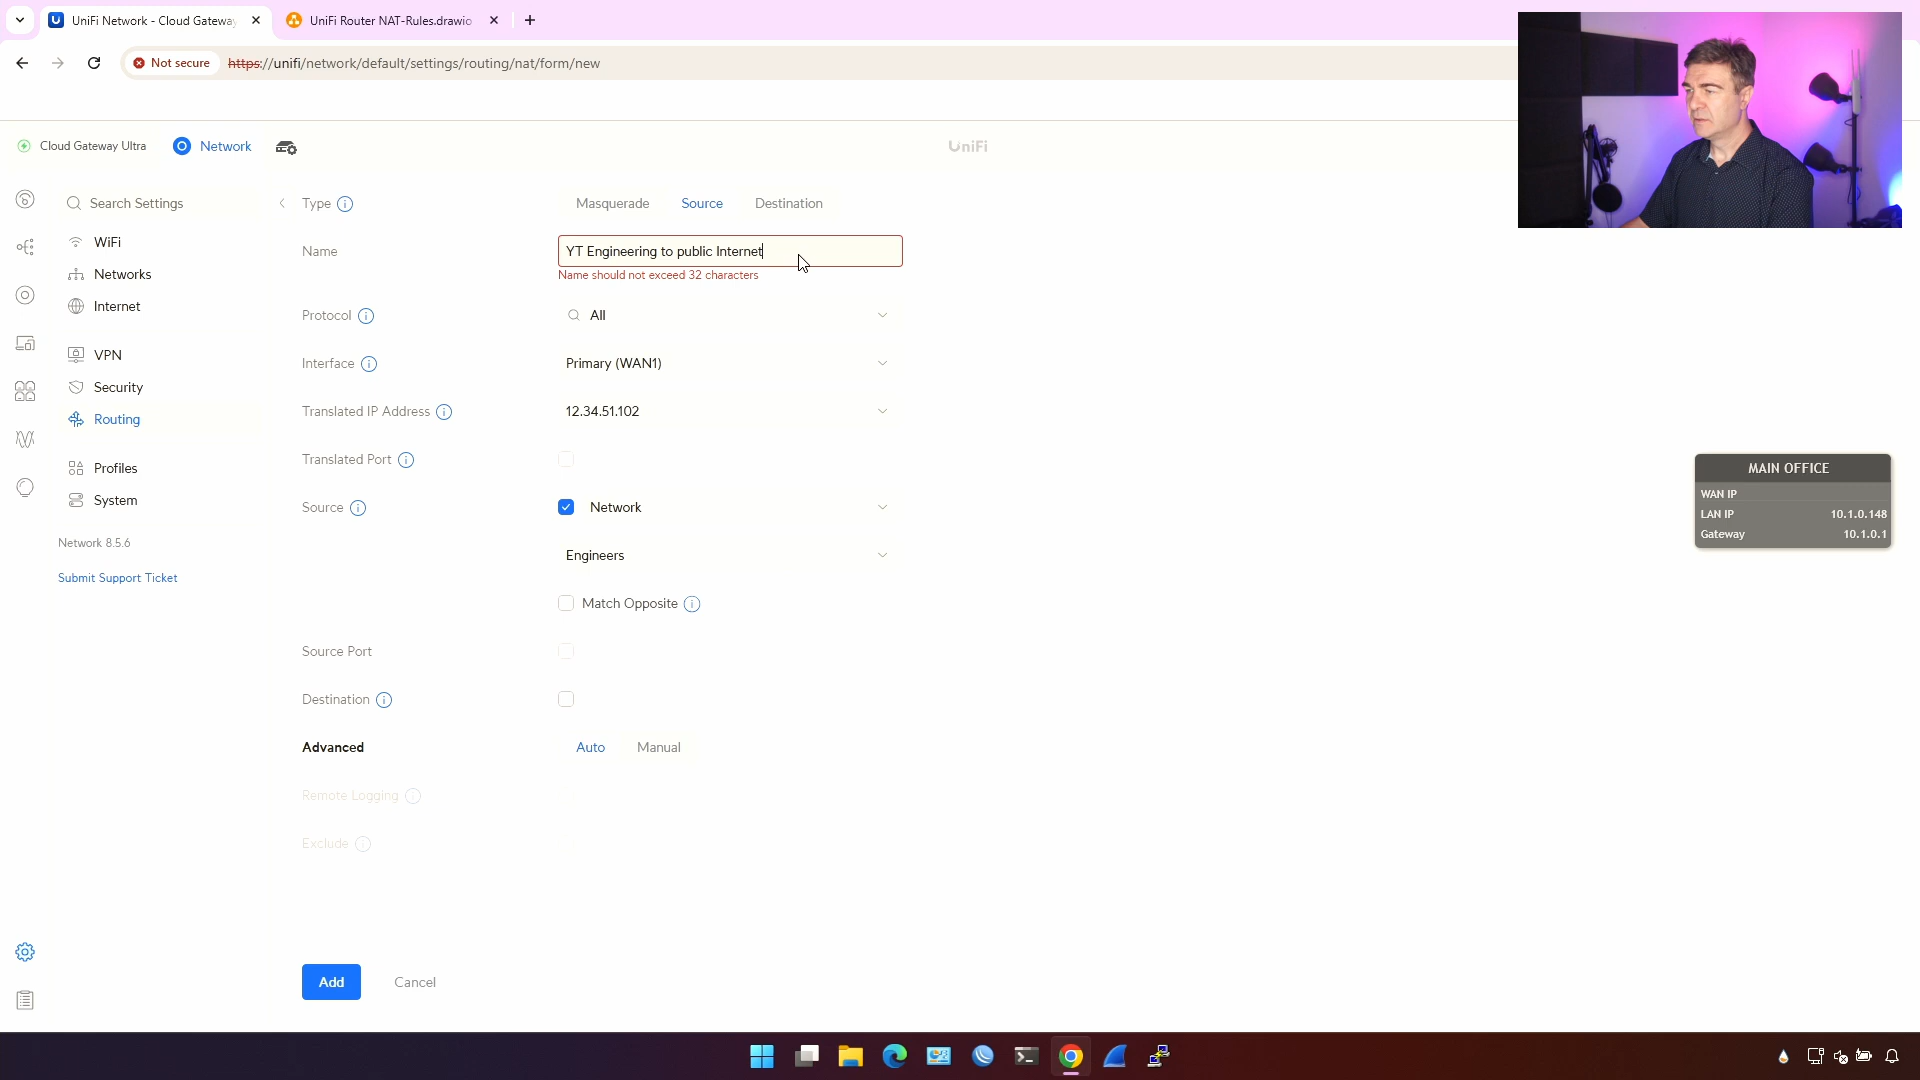 UniFi Network - Cloud Gateway
UniFi Router NAT-Rules.drawio
Not secure
https://unifi/network/default/settings/routing/nat/form/new
Cloud Gateway Ultra
Network
UniFi
Search Settings
WiFi
Networks
Internet
VPN
Security
Routing
Profiles
System
Network 8.5.6
Submit Support Ticket
Type
Masquerade
Source
Destination
Name
YT Engineering to public Internet
Name should not exceed 32 characters
Protocol
All
Interface
Primary (WAN1)
Translated IP Address
12.34.51.102
Translated Port
Source
Network
Engineers
Match Opposite
Source Port
Destination
Advanced
Auto
Manual
Remote Logging
Exclude
Add
Cancel
MAIN OFFICE
WAN IP
LAN IP 10.1.0.148
Gateway 10.1.0.1